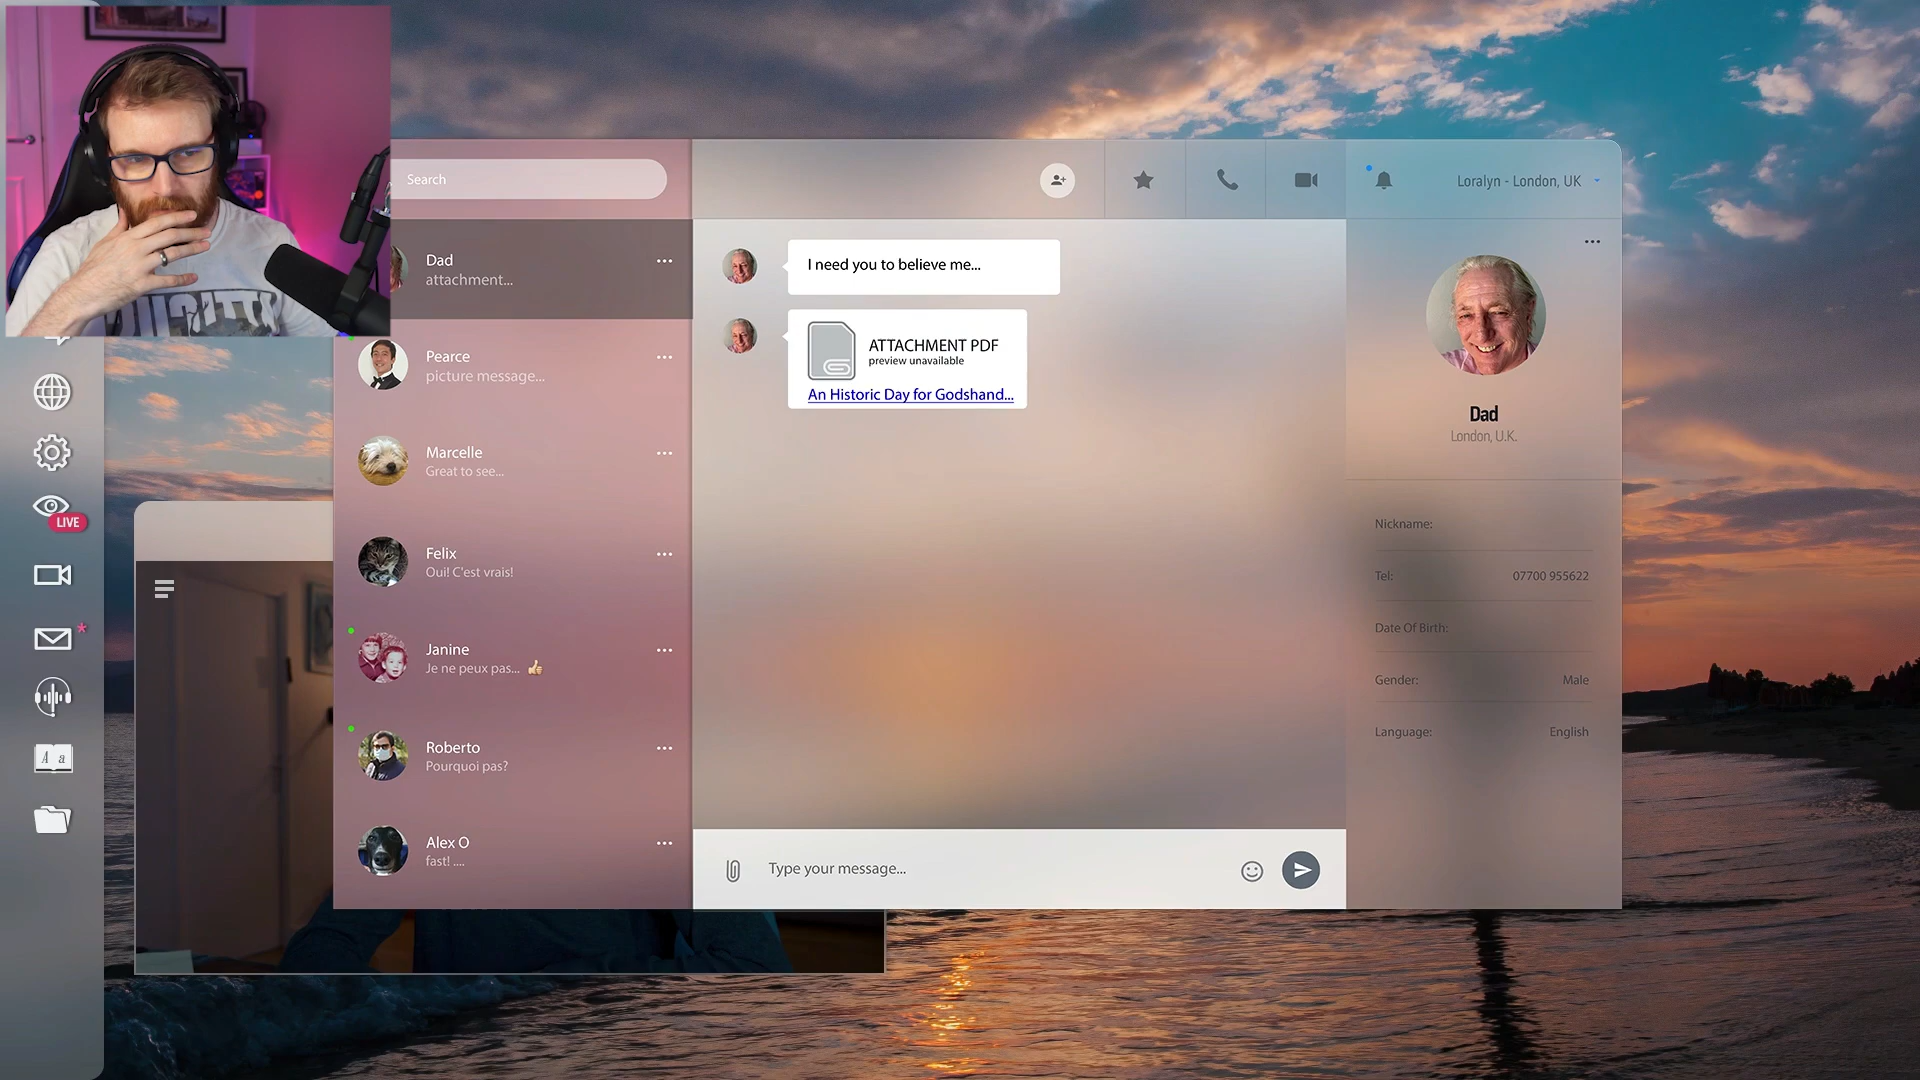 Search
Loralyn - London, UK
Dad
attachment...
Pearce
picture message...
Marcelle
Great to see...
Felix
Oui! C'est vrai!
Janine
Je ne peux pas... 👍
Roberto
Pourquoi pas?
Alex O
fast! ....
I need you to believe me...
ATTACHMENT PDF
preview unavailable
An Historic Day for Godshand...
Type your message...
Dad
London, U.K.
Nickname:
Tel: 07700 955622
Date Of Birth:
Gender: Male
Language: English
LIVE
A a